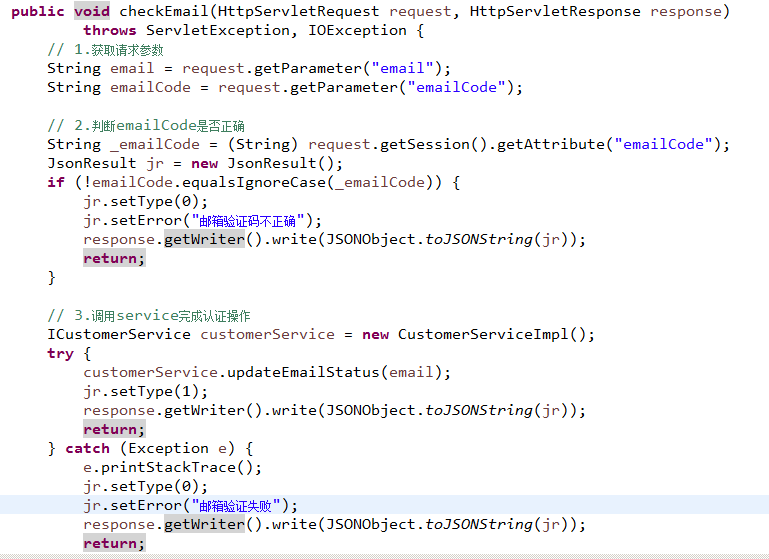 public void checkEmail(HttpServletRequest request, HttpServletResponse response)
throws ServletException, IOException {
// 1.获取请求参数
String email = request.getParameter("email");
String emailCode = request.getParameter("emailCode");
// 2.判断emailCode是否正确
String _emailCode = (String) request.getSession().getAttribute("emailCode");
JsonResult jr = new JsonResult();
if (!emailCode.equalsIgnoreCase(_emailCode)) {
jr.setType(0);
jr.setError("邮箱验证码不正确");
response.getWriter().write(JSONObject.toJSONString(jr));
return;
}
// 3.调用service完成认证操作
ICustomerService customerService = new CustomerServiceImpl();
try {
customerService.updateEmailStatus(email);
jr.setType(1);
response.getWriter().write(JSONObject.toJSONString(jr));
return;
} catch (Exception e) {
e.printStackTrace();
jr.setType(0);
jr.setError("邮箱验证失败");
response.getWriter().write(JSONObject.toJSONString(jr));
return;